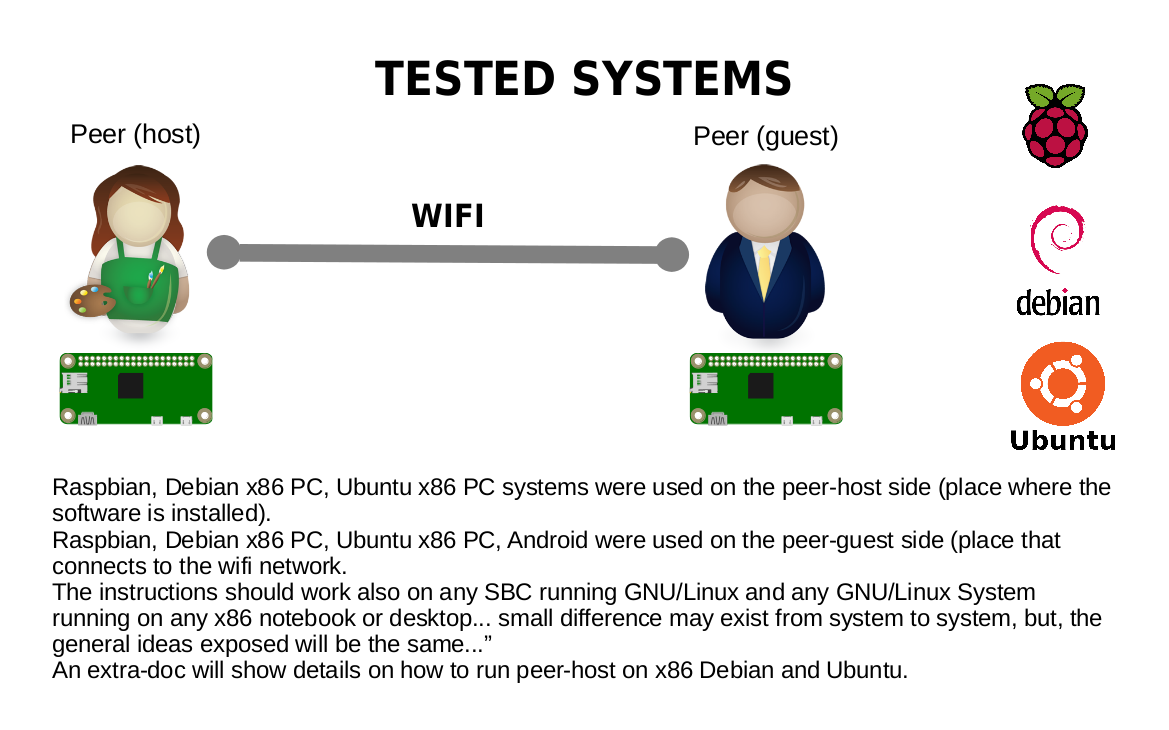 TESTED SYSTEMS
Peer (host)
Peer (guest)
WIFI
debian
Ubuntu
Raspbian, Debian x86 PC, Ubuntu x86 PC systems were used on the peer-host side (place where the
software is installed).
Raspbian, Debian x86 PC, Ubuntu x86 PC, Android were used on the peer-guest side (place that
connects to the wifi network.
The instructions should work also on any SBC running GNU/Linux and any GNU/Linux System
running on any x86 notebook or desktop... small difference may exist from system to system, but, the
general ideas exposed will be the same...”
An extra-doc will show details on how to run peer-host on x86 Debian and Ubuntu.